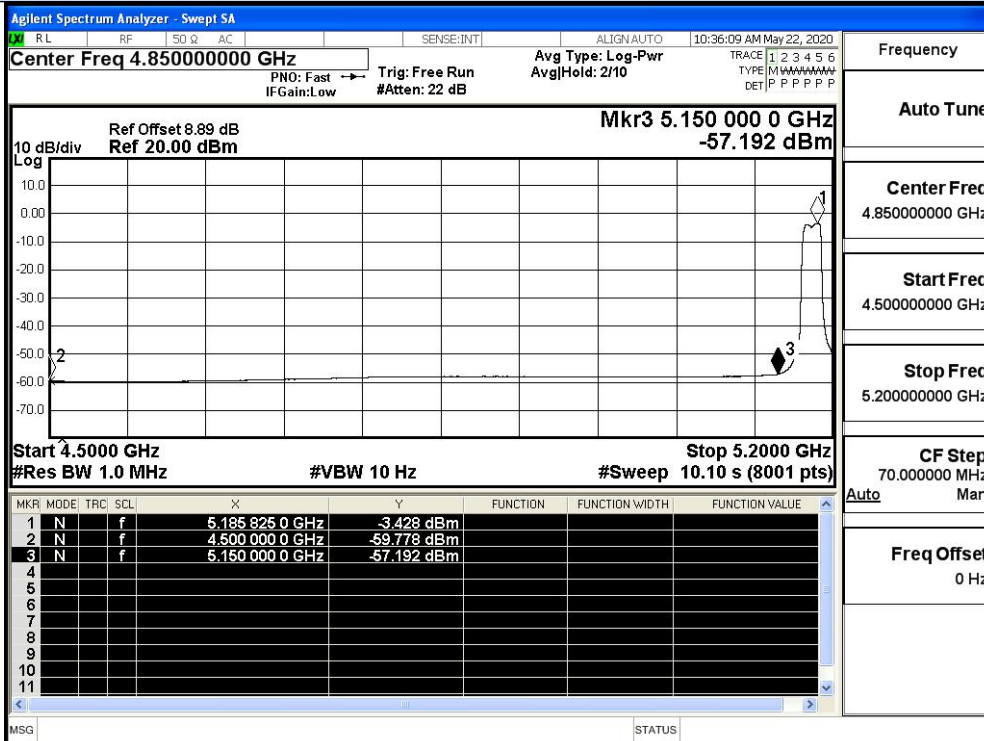 Agilent Spectrum Analyzer - Swept SA
LXI RL RF 50 Ω AC SENSE:INT ALIGN AUTO 10:36:09 AM May 22, 2020
Center Freq 4.850000000 GHz
PNO: Fast
IFGain:Low
Trig: Free Run
#Atten: 22 dB
Avg Type: Log-Pwr
Avg|Hold: 2/10
TRACE 1 2 3 4 5 6
TYPE M W W W W W
DET P P P P P P
Mkr3 5.150 000 0 GHz
-57.192 dBm
Ref Offset 8.89 dB
10 dB/div Ref 20.00 dBm
Log
10.0
0.00
-10.0
-20.0
-30.0
-40.0
-50.0
-60.0
-70.0
1
2
3
Start 4.5000 GHz Stop 5.2000 GHz
#Res BW 1.0 MHz #VBW 10 Hz #Sweep 10.10 s (8001 pts)
MKR MODE TRC SCL X Y FUNCTION FUNCTION WIDTH FUNCTION VALUE
1 N f 5.185 825 0 GHz -3.428 dBm
2 N f 4.500 000 0 GHz -59.778 dBm
3 N f 5.150 000 0 GHz -57.192 dBm
4
5
6
7
8
9
10
11
MSG STATUS
Frequency
Auto Tune
Center Freq
4.850000000 GHz
Start Freq
4.500000000 GHz
Stop Freq
5.200000000 GHz
CF Step
70.000000 MHz
Auto Man
Freq Offset
0 Hz